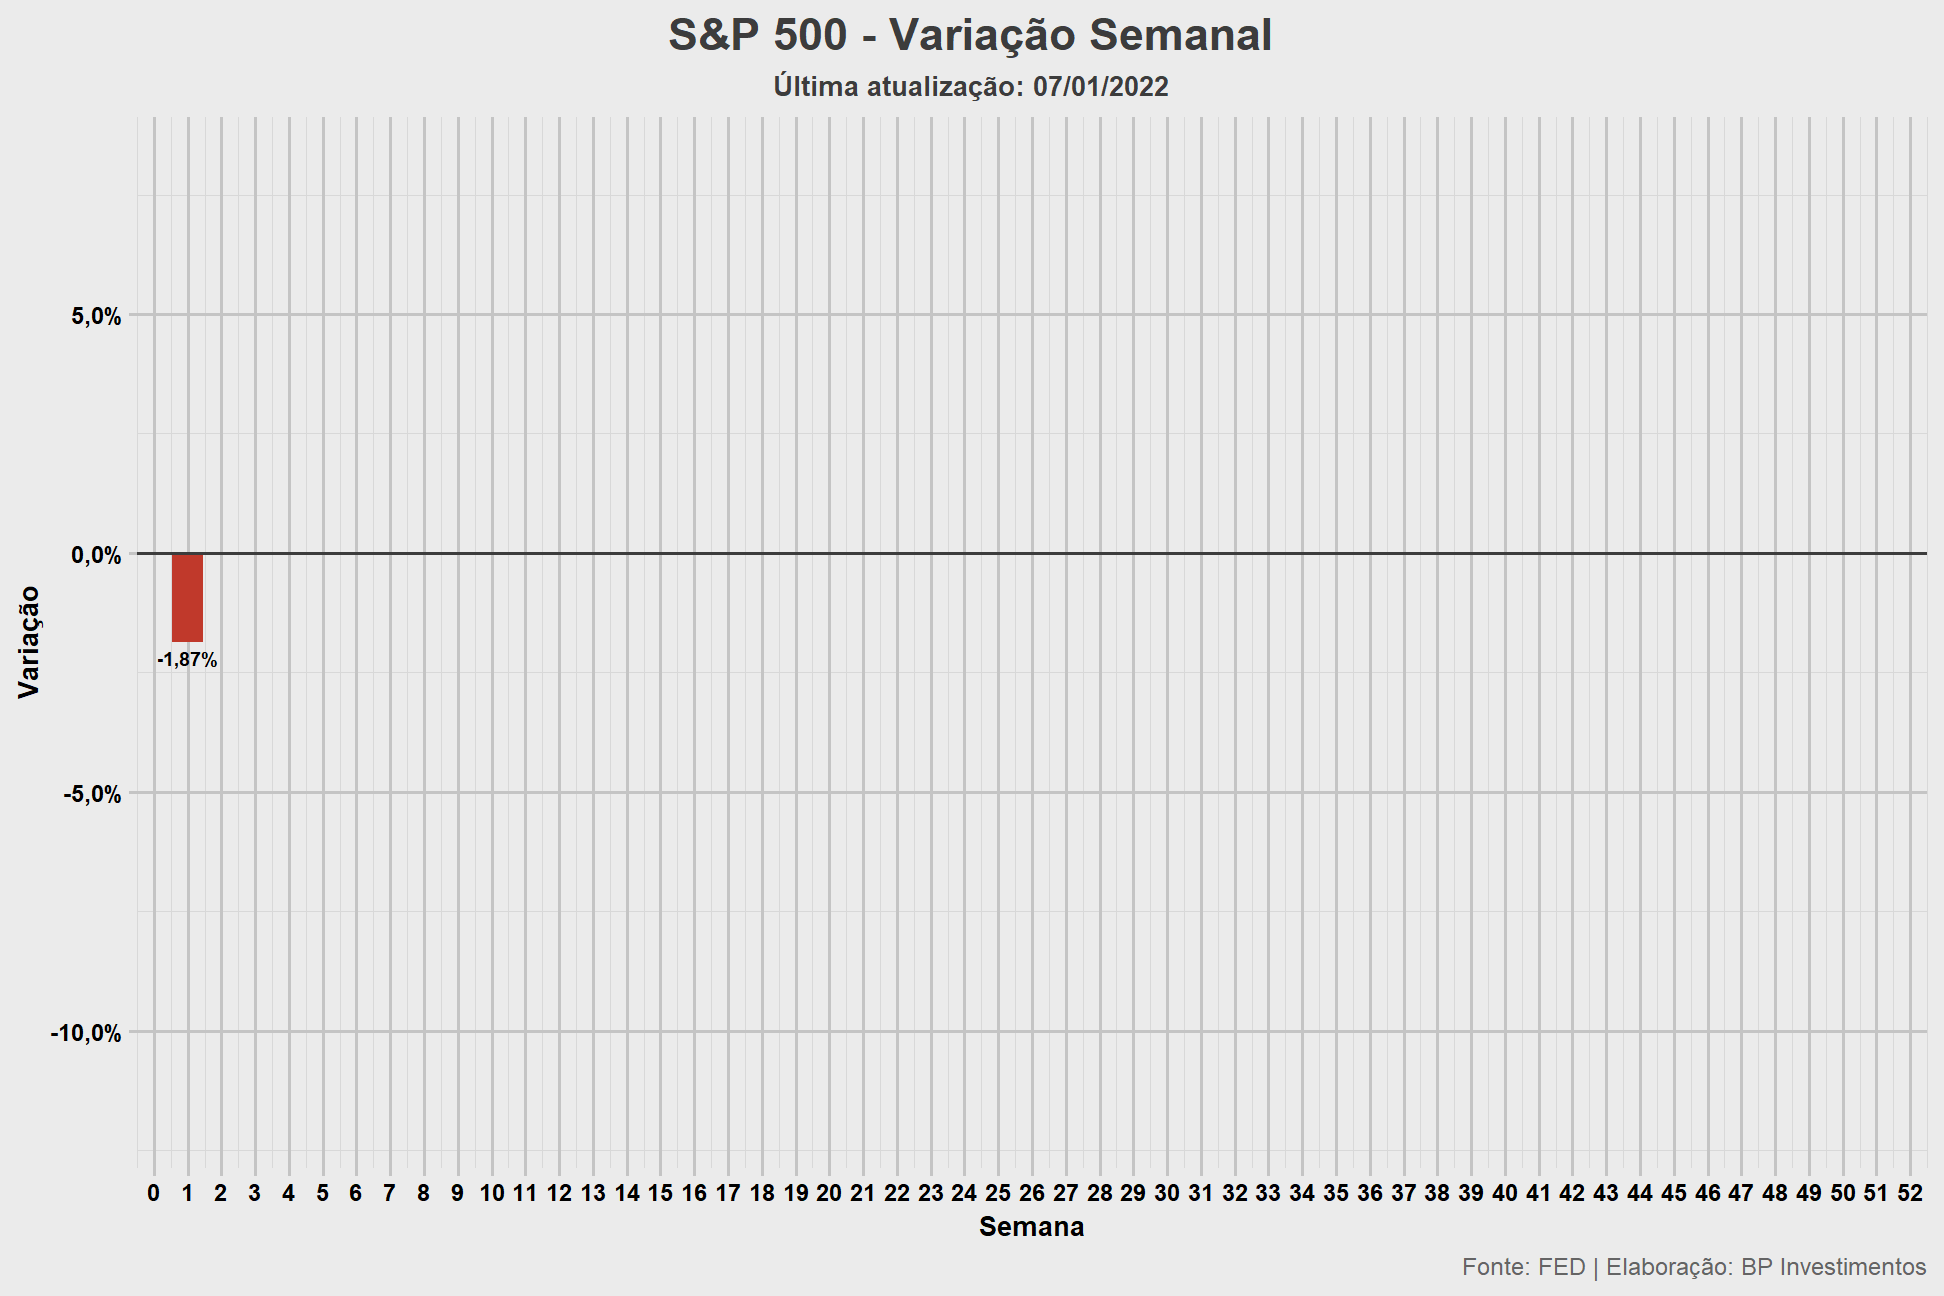 S&P 500 - Variação Semanal
Última atualização: 07/01/2022
5,0%
0,0%
-5,0%
-10,0%
Variação
-1,87%
0 1 2 3 4 5 6 7 8 9 10 11 12 13 14 15 16 17 18 19 20 21 22 23 24 25 26 27 28 29 30 31 32 33 34 35 36 37 38 39 40 41 42 43 44 45 46 47 48 49 50 51 52
Semana
Fonte: FED | Elaboração: BP Investimentos